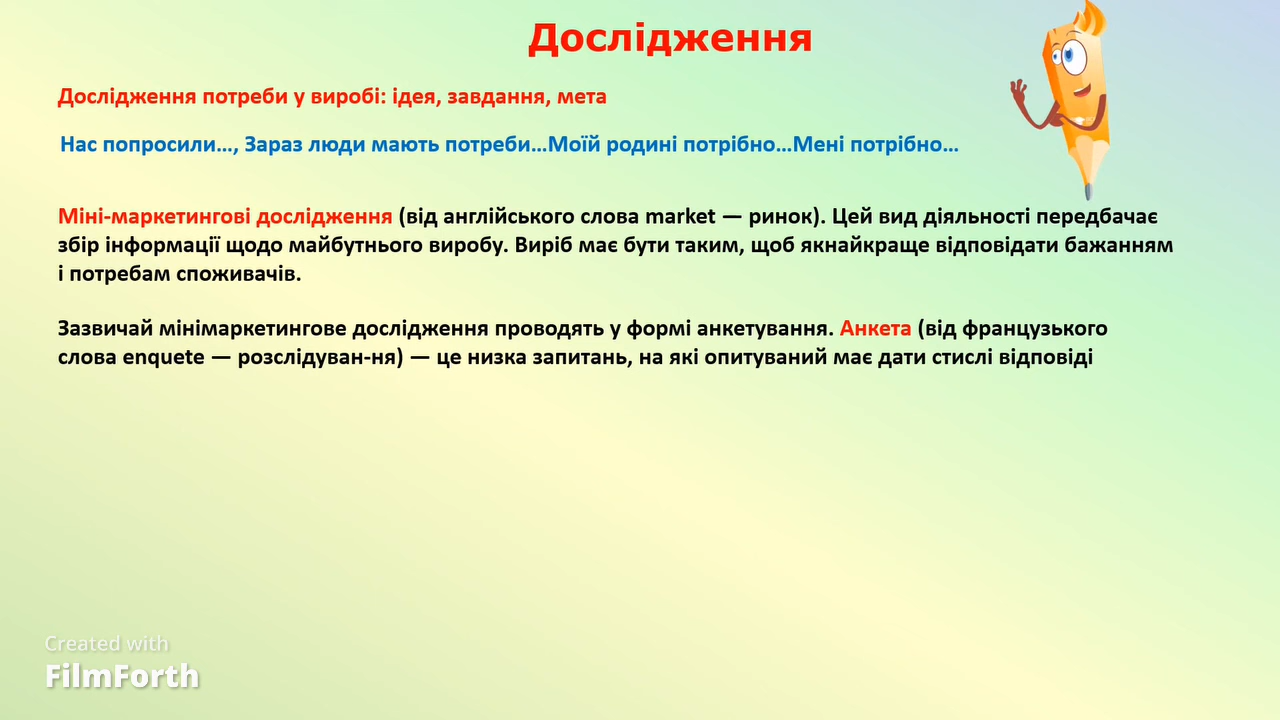 Дослідження
Дослідження потреби у виробі: ідея, завдання, мета
Нас попросили…, Зараз люди мають потреби…Моїй родині потрібно…Мені потрібно…
Міні-маркетингові дослідження (від англійського слова market — ринок). Цей вид діяльності передбачає
збір інформації щодо майбутнього виробу. Виріб має бути таким, щоб якнайкраще відповідати бажанням
і потребам споживачів.
Зазвичай мінімаркетингове дослідження проводять у формі анкетування. Анкета (від французького
слова enquete — розслідуван-ня) — це низка запитань, на які опитуваний має дати стислі відповіді
Created with
FilmForth